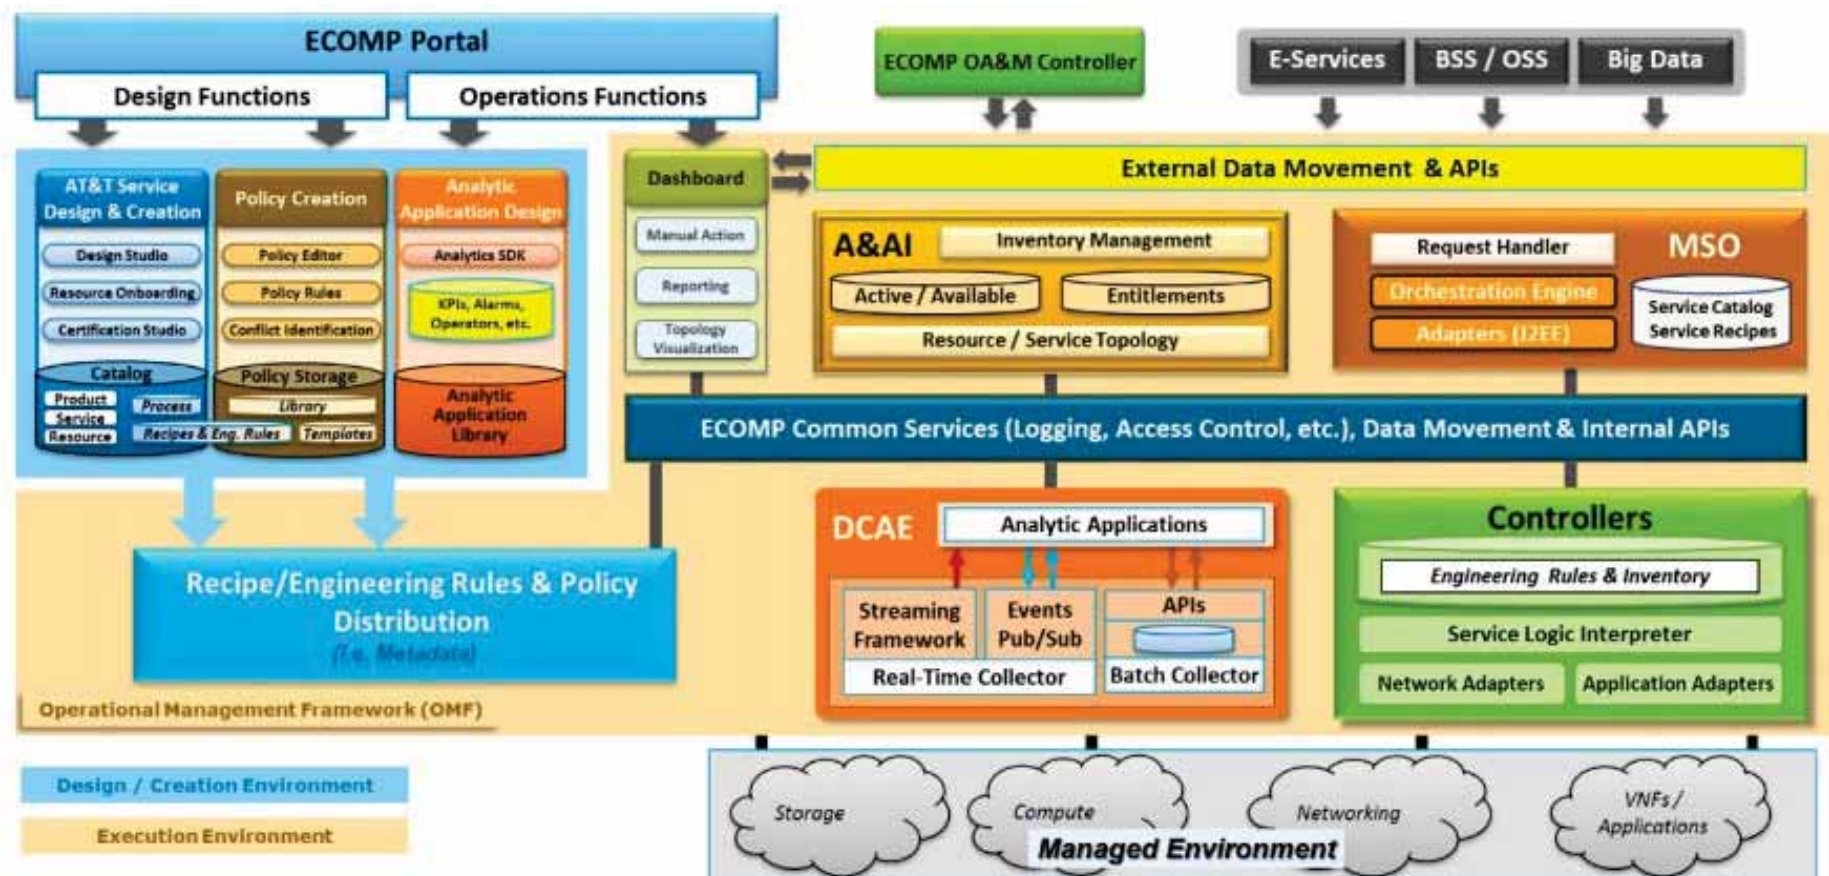 ECOMP Portal
Design Functions
Operations Functions
ECOMP OA&M Controller
E-Services
BSS / OSS
Big Data
AT&T Service
Design & Creation
Design Studio
Resource Onboarding
Certification Studio
Catalog
Product
Service
Resource
Process
Recipes & Eng. Rules
Policy Creation
Policy Editor
Policy Rules
Conflict Identification
Policy Storage
Library
Templates
Analytic
Application Design
Analytics SDK
KPIs, Alarms,
Operators, etc.
Analytic
Application
Library
Dashboard
Manual Action
Reporting
Topology
Visualization
External Data Movement & APIs
A&AI
Inventory Management
Active / Available
Entitlements
Resource / Service Topology
Request Handler
MSO
Orchestration Engine
Adapters (J2EE)
Service Catalog
Service Recipes
ECOMP Common Services (Logging, Access Control, etc.), Data Movement & Internal APIs
Recipe/Engineering Rules & Policy
Distribution
(i.e. Metadata)
DCAE
Analytic Applications
Streaming
Framework
Events
Pub/Sub
APIs
Real-Time Collector
Batch Collector
Controllers
Engineering Rules & Inventory
Service Logic Interpreter
Network Adapters
Application Adapters
Operational Management Framework (OMF)
Design / Creation Environment
Execution Environment
Storage
Compute
Networking
VNFs /
Applications
Managed Environment